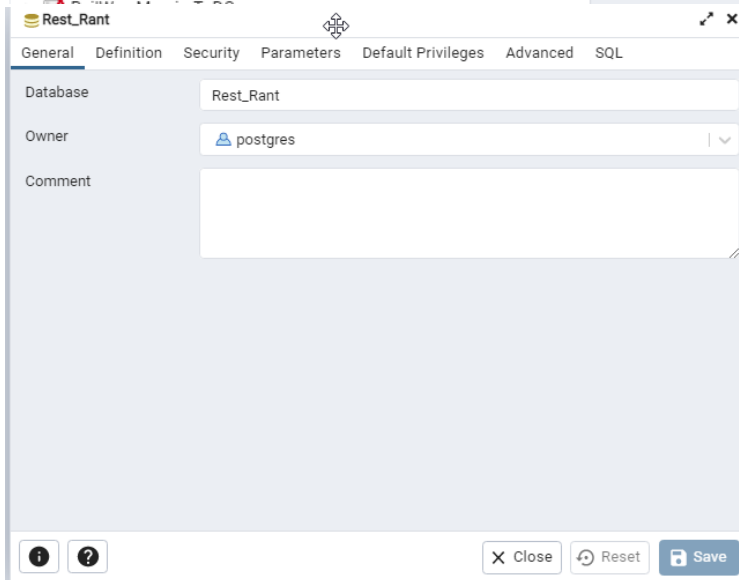 Rest_Rant
General Definition Security Parameters Default Privileges Advanced SQL
Database Rest_Rant
Owner postgres
Comment
Close Reset Save